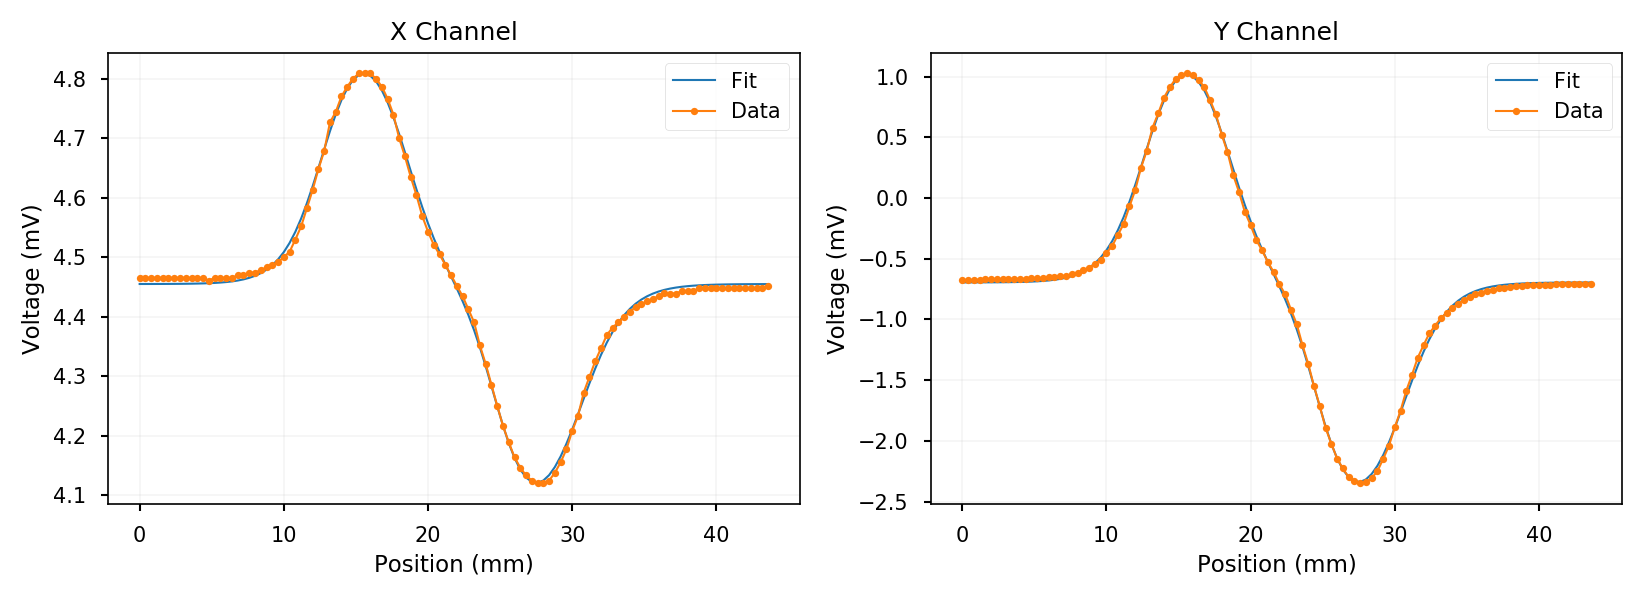 X Channel
Voltage (mV)
4.8
4.7
4.6
4.5
4.4
4.3
4.2
4.1
0
10
20
30
40
Position (mm)
Fit
Data
Y Channel
Voltage (mV)
1.0
0.5
0.0
−0.5
−1.0
−1.5
−2.0
−2.5
0
10
20
30
40
Position (mm)
Fit
Data